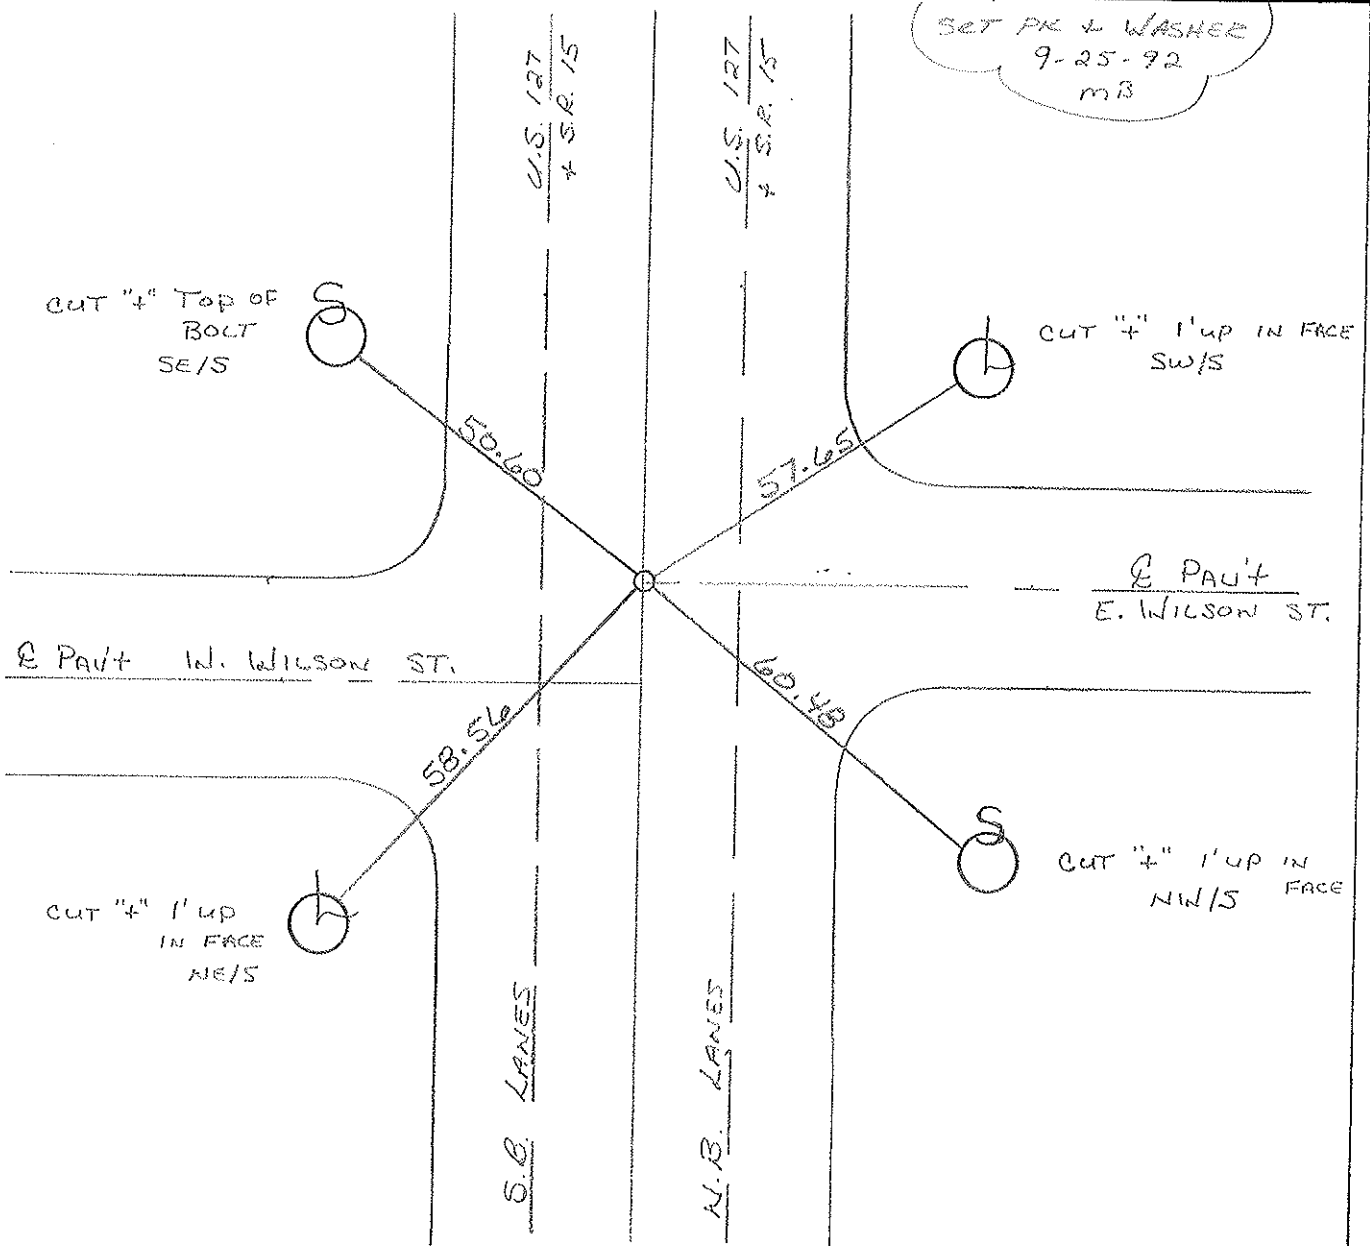 SET PK & WASHER
9-25-92
MB
U.S. 127
& S.R. 15
U.S. 127
& S.R. 15
CUT "+" TOP OF
BOLT
SE/S
CUT "+" 1' UP IN FACE
SW/S
50.60
57.65
℄ PAV'T
E. WILSON ST.
℄ PAV'T W. WILSON ST.
58.56
60.48
CUT "+" 1' UP
IN FACE
NE/S
CUT "+" 1' UP IN
FACE
NW/S
S.B. LANES
N.B. LANES
S
S